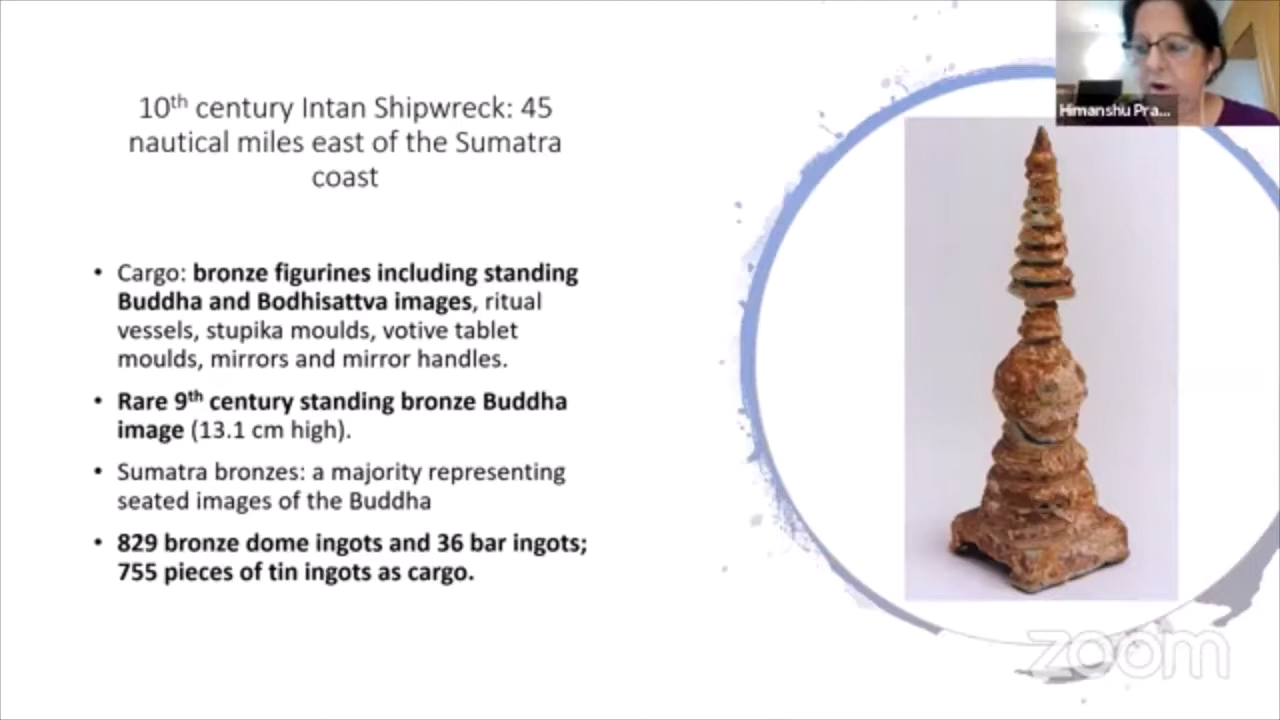 10th century Intan Shipwreck: 45
nautical miles east of the Sumatra
coast
• Cargo: bronze figurines including standing
Buddha and Bodhisattva images, ritual
vessels, stupika moulds, votive tablet
moulds, mirrors and mirror handles.
• Rare 9th century standing bronze Buddha
image (13.1 cm high).
• Sumatra bronzes: a majority representing
seated images of the Buddha
• 829 bronze dome ingots and 36 bar ingots;
755 pieces of tin ingots as cargo.
Himanshu Pra...
zoom